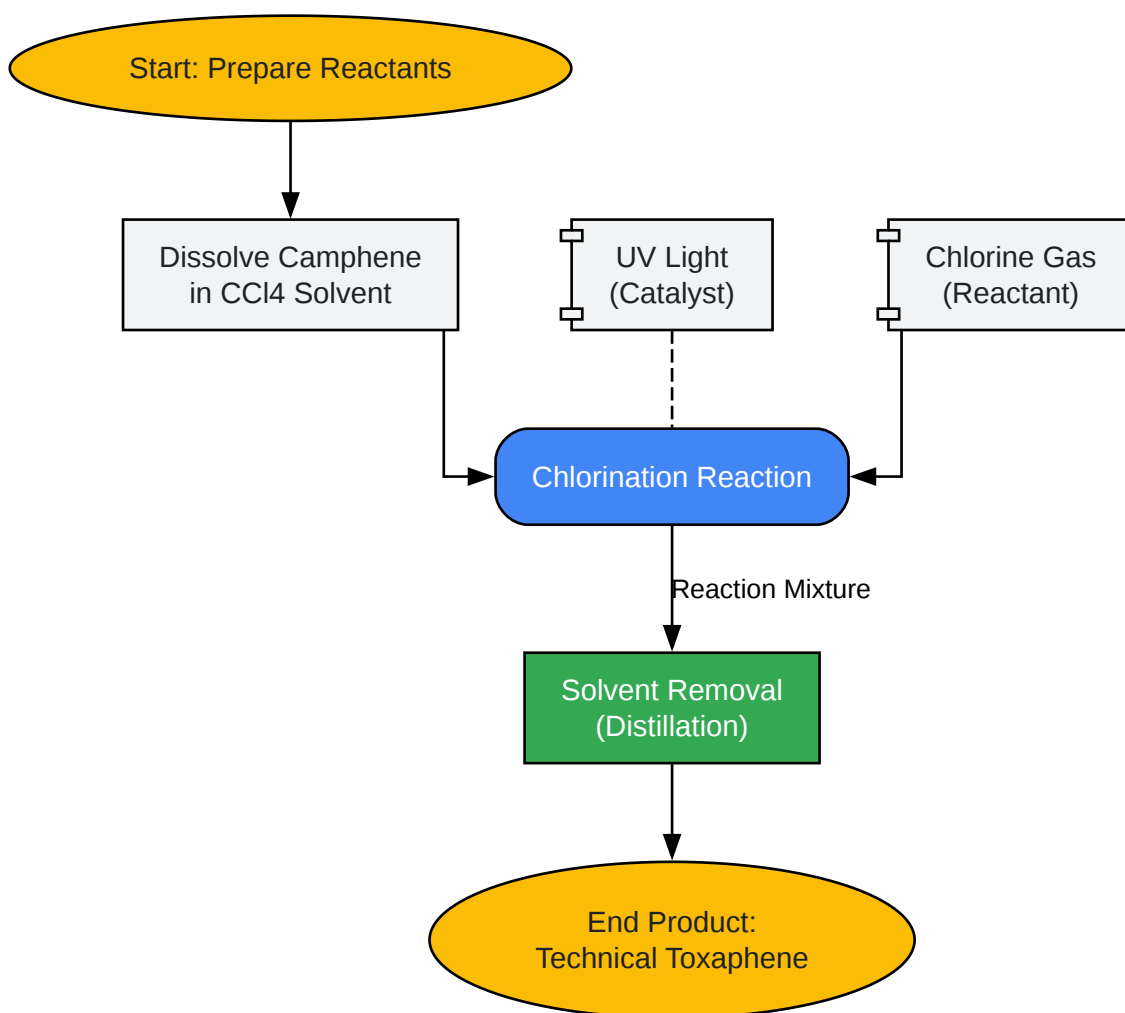 Start: Prepare Reactants
Dissolve Camphene
in CCl4 Solvent
UV Light
(Catalyst)
Chlorine Gas
(Reactant)
Chlorination Reaction
Reaction Mixture
Solvent Removal
(Distillation)
End Product:
Technical Toxaphene